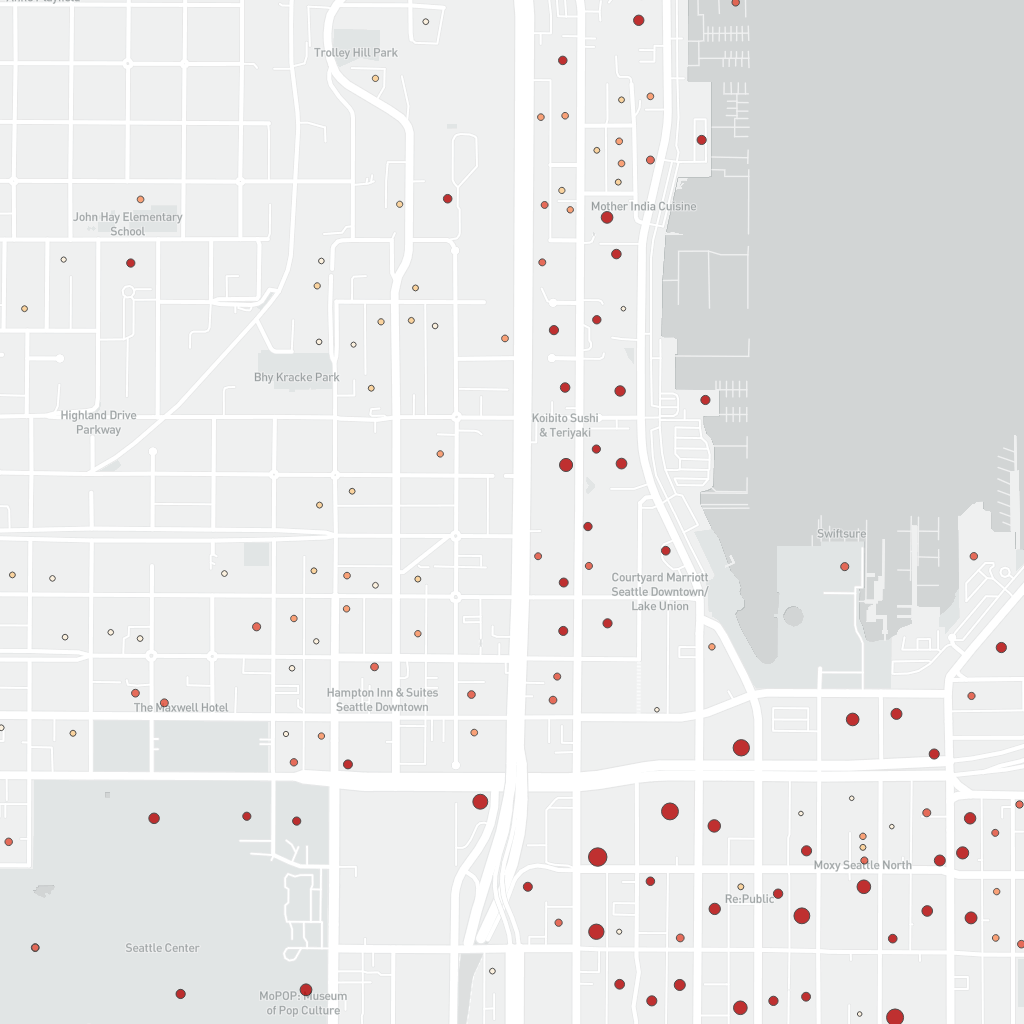 Trolley Hill Park
John Hay Elementary
School
Mother India Cuisine
Bhy Kracke Park
Highland Drive
Parkway
Koibito Sushi
& Teriyaki
Swiftsure
Courtyard Marriott
Seattle Downtown/
Lake Union
Hampton Inn & Suites
Seattle Downtown
The Maxwell Hotel
Moxy Seattle North
Re:Public
Seattle Center
MoPOP: Museum
of Pop Culture